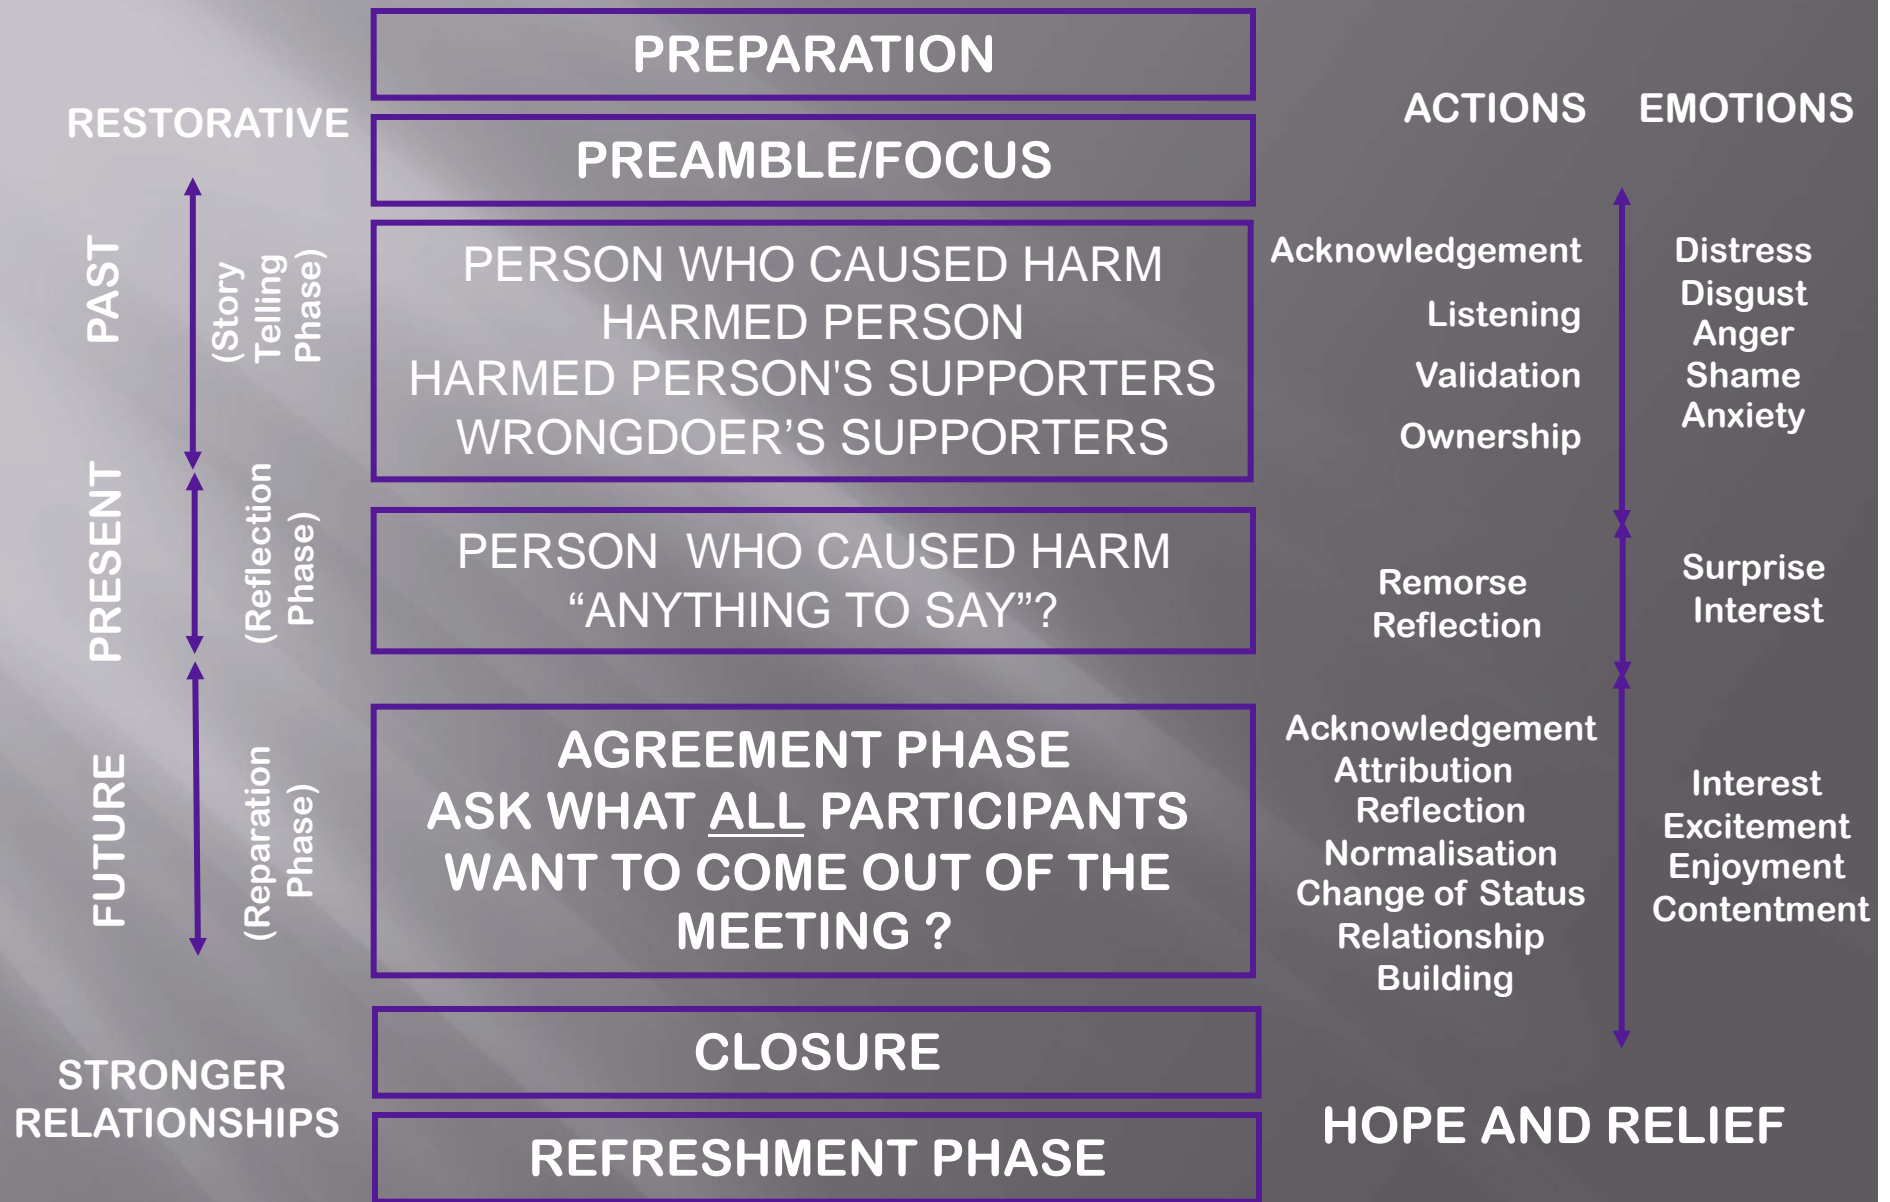 PREPARATION
RESTORATIVE
ACTIONS
EMOTIONS
PREAMBLE/FOCUS
PAST
(Story
Telling
Phase)
PERSON WHO CAUSED HARM
HARMED PERSON
HARMED PERSON'S SUPPORTERS
WRONGDOER’S SUPPORTERS
Acknowledgement
Listening
Validation
Ownership
Distress
Disgust
Anger
Shame
Anxiety
PRESENT
(Reflection
Phase)
PERSON  WHO CAUSED HARM
“ANYTHING TO SAY”?
Remorse
Reflection
Surprise
Interest
FUTURE
(Reparation
Phase)
AGREEMENT PHASE
ASK WHAT ALL PARTICIPANTS
WANT TO COME OUT OF THE
MEETING ?
Acknowledgement
Attribution
Reflection
Normalisation
Change of Status
Relationship
Building
Interest
Excitement
Enjoyment
Contentment
CLOSURE
STRONGER
RELATIONSHIPS
HOPE AND RELIEF
REFRESHMENT PHASE